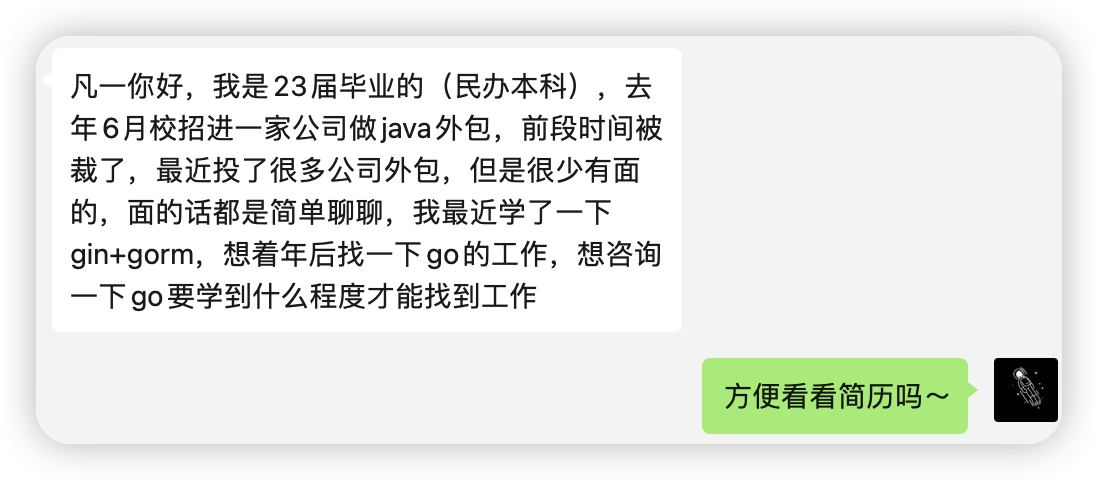 凡一你好，我是23届毕业的（民办本科），去
年6月校招进一家公司做java外包，前段时间被
裁了，最近投了很多公司外包，但是很少有面
的，面的话都是简单聊聊，我最近学了一下
gin+gorm，想着年后找一下go的工作，想咨询
一下go要学到什么程度才能找到工作
方便看看简历吗～